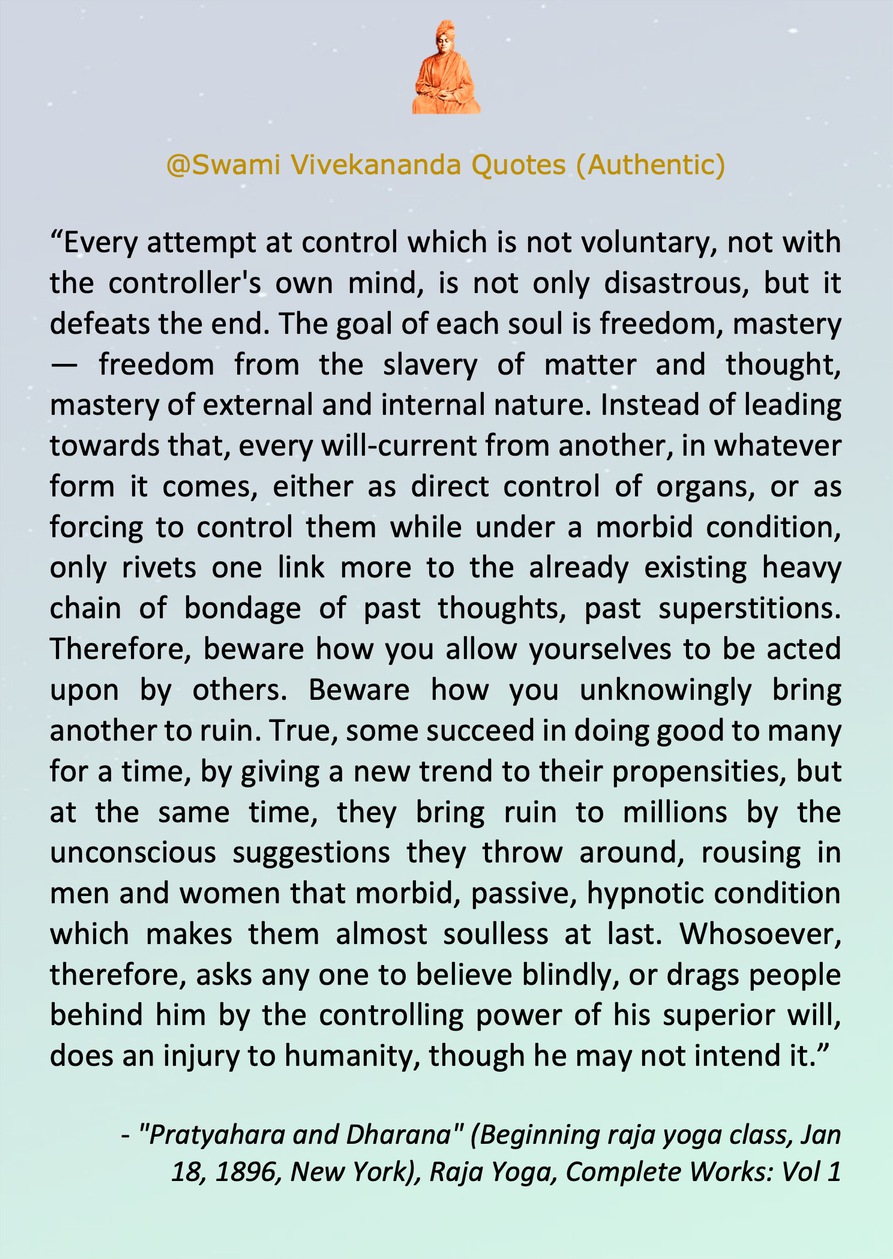 @Swami Vivekananda Quotes (Authentic)
“Every attempt at control which is not voluntary, not with
the controller's own mind, is not only disastrous, but it
defeats the end. The goal of each soul is freedom, mastery
— freedom from the slavery of matter and thought,
mastery of external and internal nature. Instead of leading
towards that, every will-current from another, in whatever
form it comes, either as direct control of organs, or as
forcing to control them while under a morbid condition,
only rivets one link more to the already existing heavy
chain of bondage of past thoughts, past superstitions.
Therefore, beware how you allow yourselves to be acted
upon by others. Beware how you unknowingly bring
another to ruin. True, some succeed in doing good to many
for a time, by giving a new trend to their propensities, but
at the same time, they bring ruin to millions by the
unconscious suggestions they throw around, rousing in
men and women that morbid, passive, hypnotic condition
which makes them almost soulless at last. Whosoever,
therefore, asks any one to believe blindly, or drags people
behind him by the controlling power of his superior will,
does an injury to humanity, though he may not intend it.”
- "Pratyahara and Dharana" (Beginning raja yoga class, Jan
18, 1896, New York), Raja Yoga, Complete Works: Vol 1